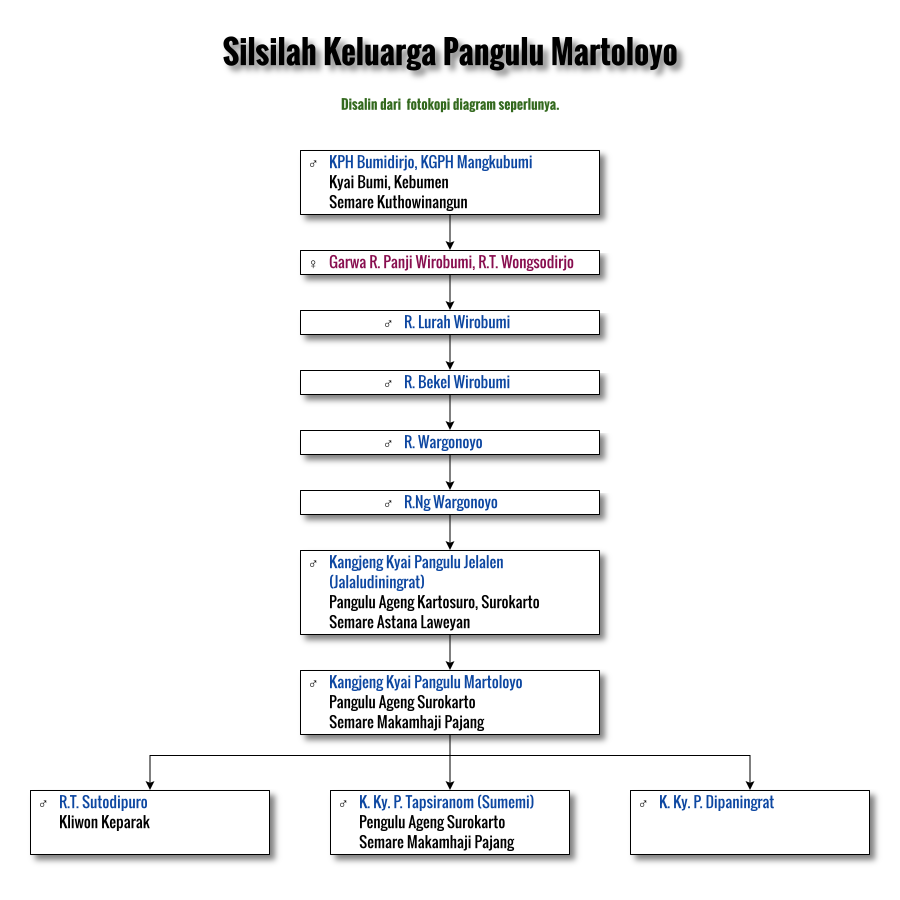 Silsilah Keluarga Pangulu Martoloyo
Disalin dari fotokopi diagram seperlunya.
♂ KPH Bumidirjo, KGPH Mangkubumi
Kyai Bumi, Kebumen
Semare Kuthowinangun
♀ Garwa R. Panji Wirobumi, R.T. Wongsodirjo
♂ R. Lurah Wirobumi
♂ R. Bekel Wirobumi
♂ R. Wargonoyo
♂ R.Ng Wargonoyo
♂ Kangjeng Kyai Pangulu Jelalen
(Jalaludiningrat)
Pangulu Ageng Kartosuro, Surokarto
Semare Astana Laweyan
♂ Kangjeng Kyai Pangulu Martoloyo
Pangulu Ageng Surokarto
Semare Makamhaji Pajang
♂ R.T. Sutodipuro
Kliwon Keparak
♂ K. Ky. P. Tapsiranom (Sumemi)
Pengulu Ageng Surokarto
Semare Makamhaji Pajang
♂ K. Ky. P. Dipaningrat